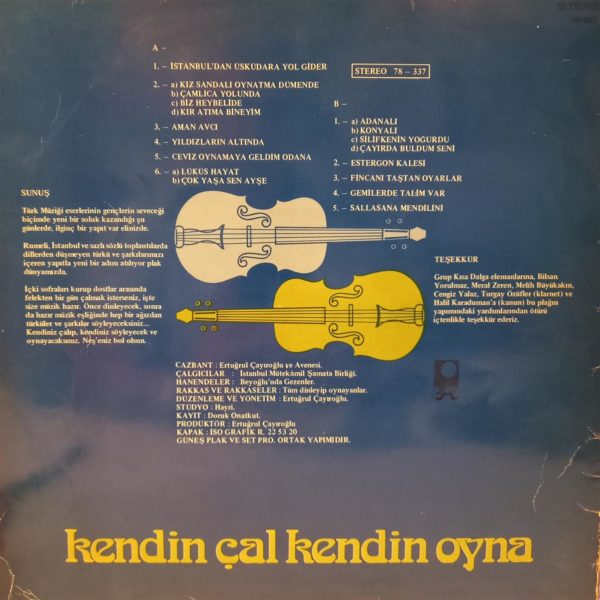 STEREO
A –
1. – İSTANBUL'DAN ÜSKÜDARA YOL GİDER
2. – a) KIZ SANDALI OYNATMA DÜMENDE
b) ÇAMLICA YOLUNDA
c) BİZ HEYBELİDE
d) KIR ATIMA BİNEYİM
3. – AMAN AVCI
4. – YILDIZLARIN ALTINDA
5. – CEVİZ OYNAMAYA GELDİM ODANA
6. – a) LUKUS HAYAT
b) ÇOK YAŞA SEN AYŞE
STEREO 78 – 337
B –
1. – a) ADANALI
b) KONYALI
c) SİLİFKENİN YOGURDU
d) ÇAYIRDA BULDUM SENİ
2. – ESTERGON KALESİ
3. – FİNCANI TAŞTAN OYARLAR
4. – GEMİLERDE TALİM VAR
5. – SALLASANA MENDİLİNİ
SUNUŞ
Türk Müziği eserlerinin gençlerin seveceği
biçimde yeni bir soluk kazandığı şu
günlerde, ilginç bir yapıt var elinizde.
Rumeli, İstanbul ve sazlı sözlü toplantılarda
dillerden düşmeyen türkü ve şarkılarımızı
içeren yapıtla yeni bir adım atılıyor plak
dünyamızda.
İçki sofraları kurup dostlar arasında
felekten bir gün çalmak isterseniz, işte
size müzik hazır. Önce dinleyecek, sonra
da hazır müzik eşliğinde hep bir ağızdan
türküler ve şarkılar söyleyeceksiniz...
Kendiniz çalıp, kendiniz söyleyecek ve
oynayacaksınız. Neş'eniz bol olsun.
TEŞEKKÜR
Grup Kısa Dalga elemanlarına, Bilsan
Yorulmaz, Meral Zeren, Melih Büyükakın,
Cengiz Yalaz, Turgay Özüfler (klarnet) ve
Halil Karaduman'a (kanun) bu plağın
yapımındaki yardımlarından ötürü
içtenlikle teşekkür ederiz.
CAZBANT : Ertuğrul Çayıroğlu ve Avenesi.
ÇALGICILAR : İstanbul Mütekâmil Şamata Birliği.
HANENDELER : Beyoğlu'nda Gezenler.
RAKKAS VE RAKKASELER : Tüm dinleyip oynayanlar.
DÜZENLEME VE YÖNETİM : Ertuğrul Çayıroğlu.
STÜDYO : Hayri.
KAYIT : Doruk Onatkut.
PRODUKTÖR : Ertuğrul Çayıroğlu
KAPAK : İSO GRAFİK R. 22 53 20
GÜNEŞ PLAK VE SET PRO. ORTAK YAPIMIDIR.
kendin çal kendin oyna